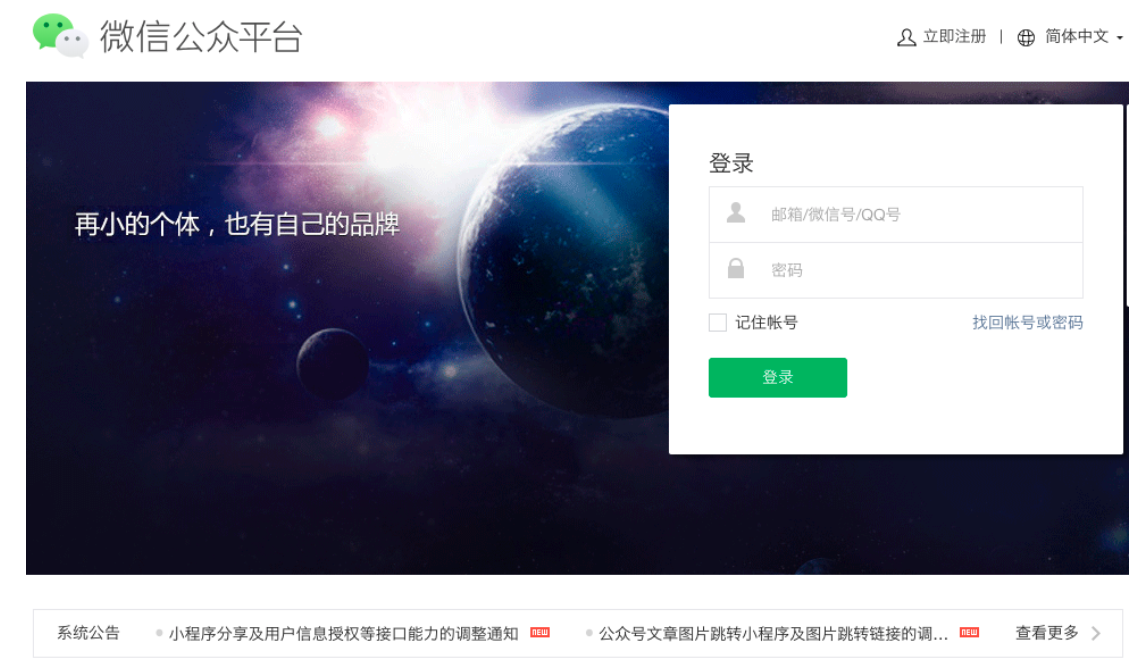 微信公众平台
立即注册 | 简体中文
再小的个体，也有自己的品牌
登录
邮箱/微信号/QQ号
密码
记住帐号 找回帐号或密码
登录
系统公告 小程序分享及用户信息授权等接口能力的调整通知 NEW 公众号文章图片跳转小程序及图片跳转链接的调... NEW 查看更多